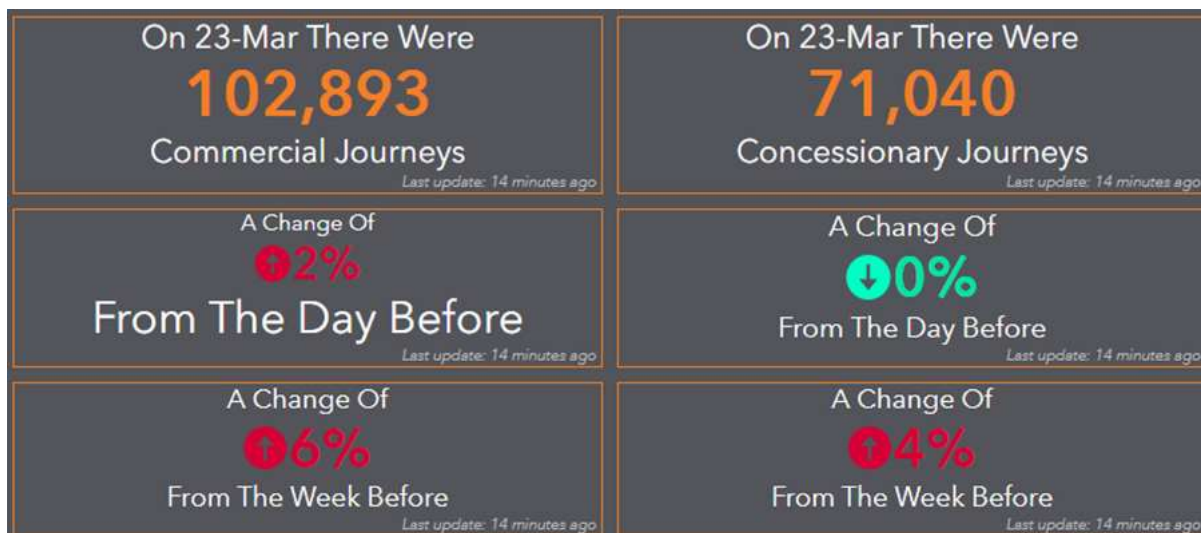 On 23-Mar There Were
102,893
Commercial Journeys
Last update: 14 minutes ago
On 23-Mar There Were
71,040
Concessionary Journeys
Last update: 14 minutes ago
A Change Of
2%
From The Day Before
Last update: 14 minutes ago
A Change Of
0%
From The Day Before
Last update: 14 minutes ago
A Change Of
6%
From The Week Before
Last update: 14 minutes ago
A Change Of
4%
From The Week Before
Last update: 14 minutes ago